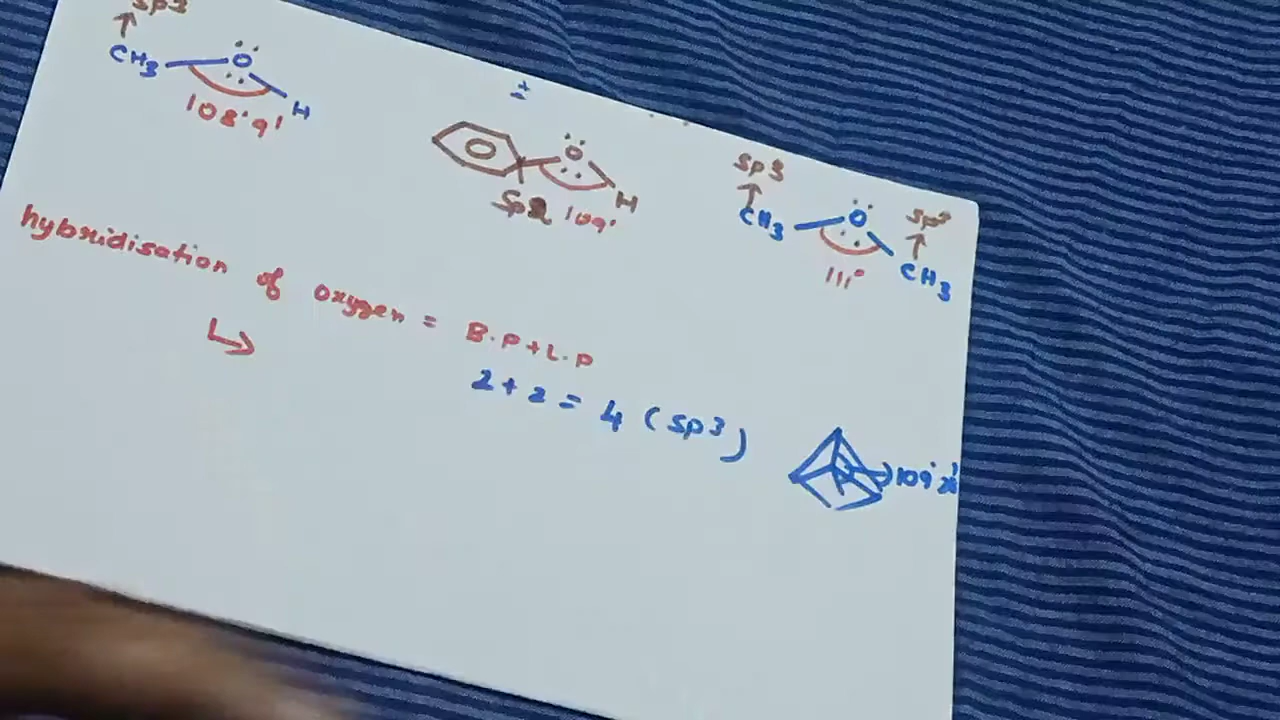 sp3
CH3 O H
108°9'
O H
sp2 109°
sp3
CH3 O CH3
sp3
111°
hybridisation of oxygen = B.P + L.P
2 + 2 = 4 (sp3)
109° 28'